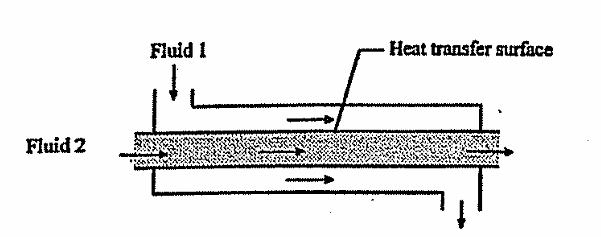 Fluid 1
Heat transfer surface
Fluid 2